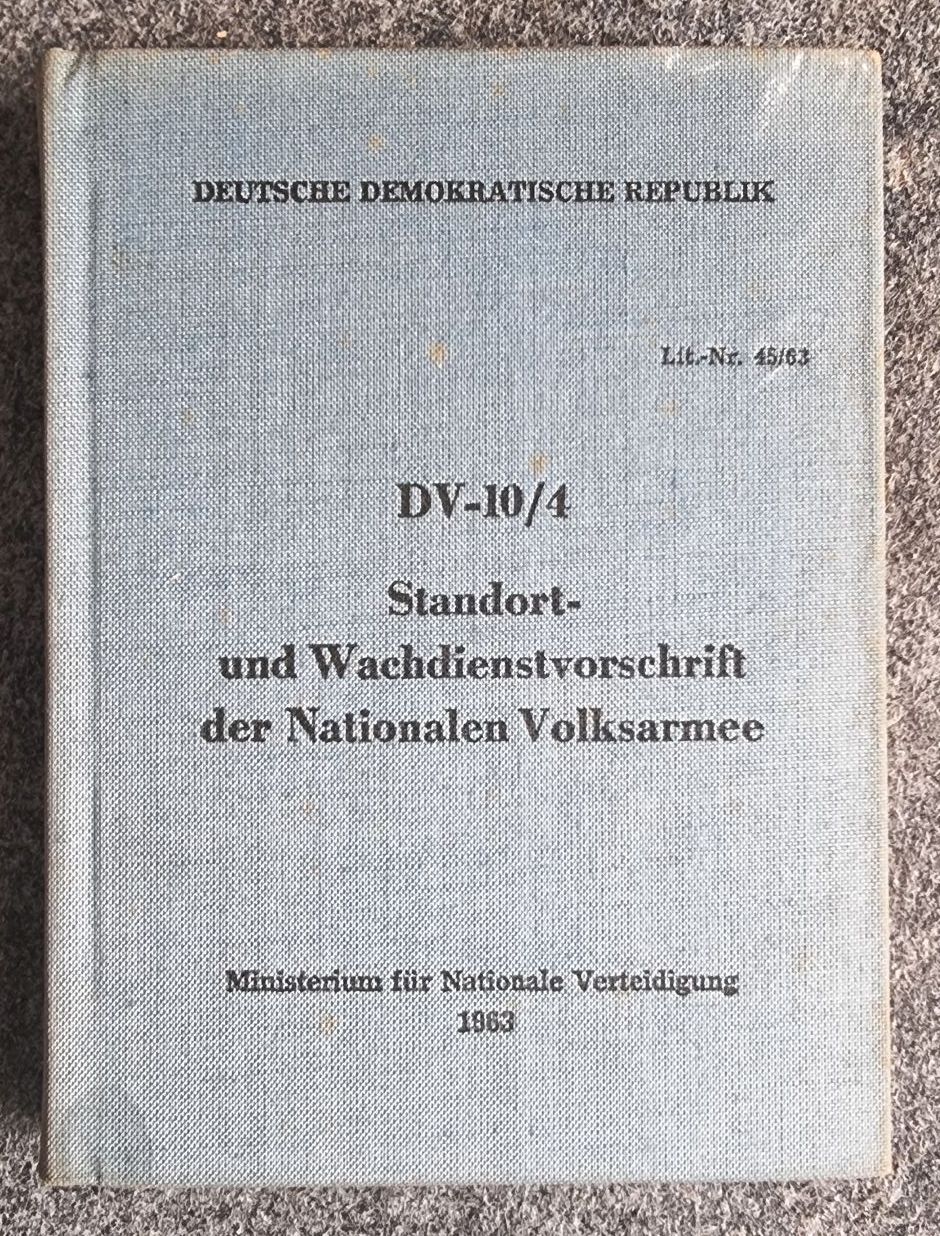 DEUTSCHE DEMOKRATISCHE REPUBLIK
Lit.-Nr. 45/63
DV-10/4
Standort-
und Wachdienstvorschrift
der Nationalen Volksarmee
Ministerium für Nationale Verteidigung
1963